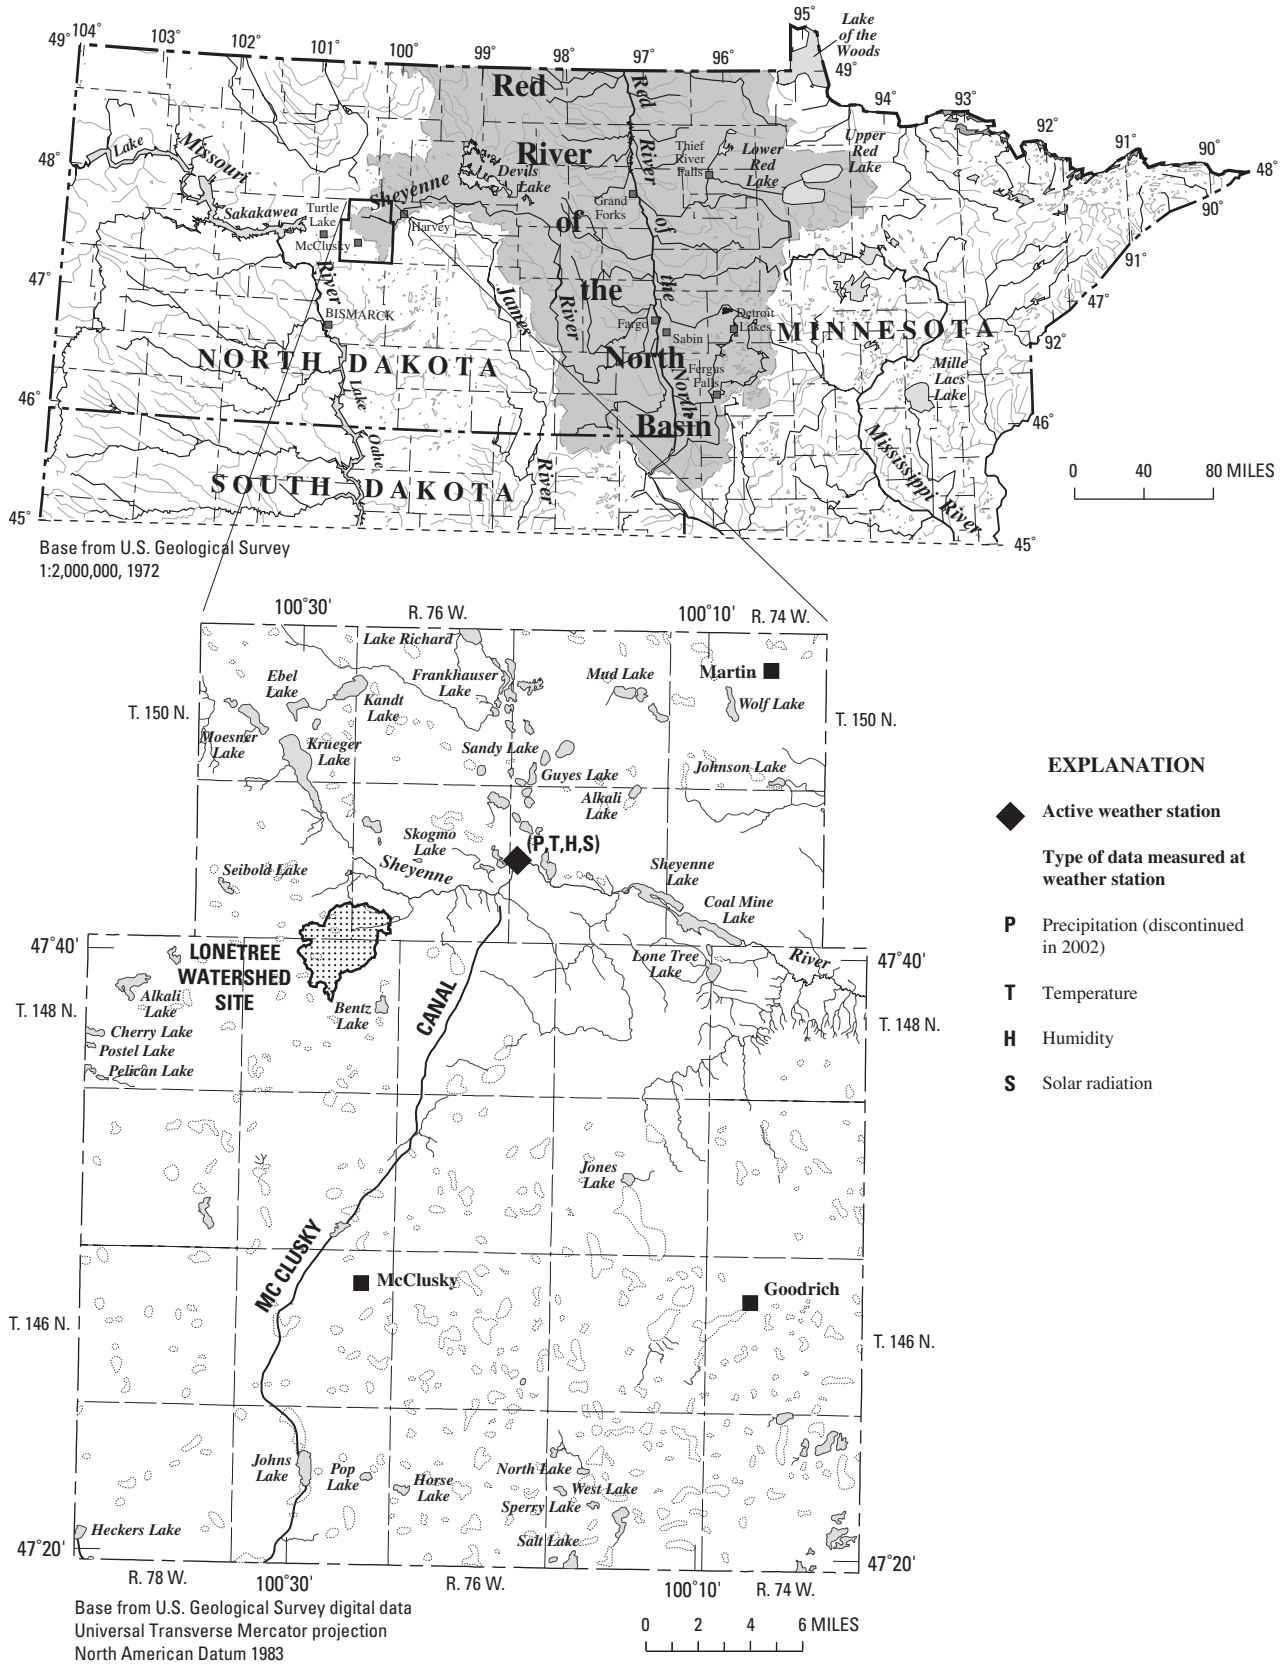 95°
Lake
of the
Woods
49° 104° 103° 102° 101° 100° 99° 98° 97° 96° 49°
94° 93° 92° 91° 90° 48°
Red
River
of
the
North
Basin
Red
River
of
the
North
Thief
River
Falls
Lower
Red
Lake
Upper
Red
Lake
48°
Lake
Sakakawea
Missouri
River
Sheyenne
River
Devils
Lake
Grand
Forks
Turtle
Lake
McClusky
Harvey
90°
91°
47°
47°
James
River
BISMARCK
Fargo
Sabin
Detroit
Lakes
MINNESOTA
92°
NORTH DAKOTA
Fergus
Falls
Mille
Lacs
Lake
46°
46°
Lake
Oahe
Mississippi
River
SOUTH DAKOTA
0 40 80 MILES
45°
45°
Base from U.S. Geological Survey
1:2,000,000, 1972
100°30' R. 76 W. 100°10' R. 74 W.
Lake Richard
Ebel
Lake
Kandt
Lake
Frankhauser
Lake
Mud Lake
Martin
Wolf Lake
T. 150 N.
T. 150 N.
Moesner
Lake
Krueger
Lake
Sandy Lake
Guyes Lake
Johnson Lake
Alkali
Lake
Skogmo
Lake
(P,T,H,S)
Sheyenne
Seibold Lake
Sheyenne
Lake
Coal Mine
Lake
47°40'
LONETREE
WATERSHED
SITE
Lone Tree
Lake
River
47°40'
Alkali
Lake
Bentz
Lake
CANAL
T. 148 N.
T. 148 N.
Cherry Lake
Postel Lake
Pelican Lake
Jones
Lake
MC CLUSKY
McClusky
Goodrich
T. 146 N.
T. 146 N.
Johns
Lake
Pop
Lake
Horse
Lake
North Lake
West Lake
Sperry Lake
Salt Lake
Heckers Lake
47°20'
47°20'
R. 78 W. 100°30' R. 76 W. 100°10' R. 74 W.
Base from U.S. Geological Survey digital data
Universal Transverse Mercator projection
North American Datum 1983
0 2 4 6 MILES
EXPLANATION
Active weather station
Type of data measured at
weather station
P Precipitation (discontinued
in 2002)
T Temperature
H Humidity
S Solar radiation